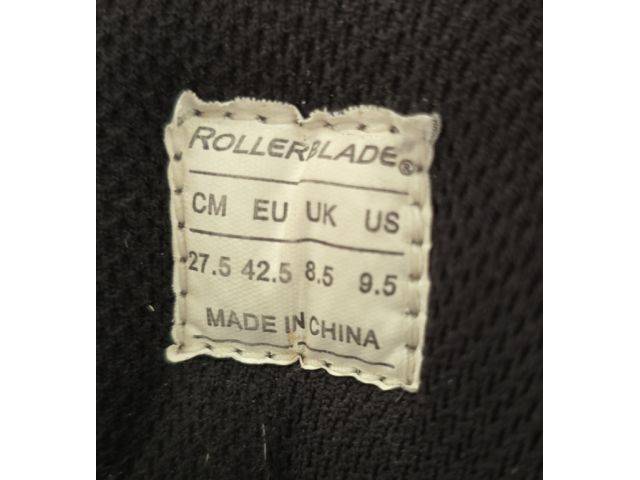 ROLLERBLADE®
CM EU UK US
27.5 42.5 8.5 9.5
MADE IN CHINA